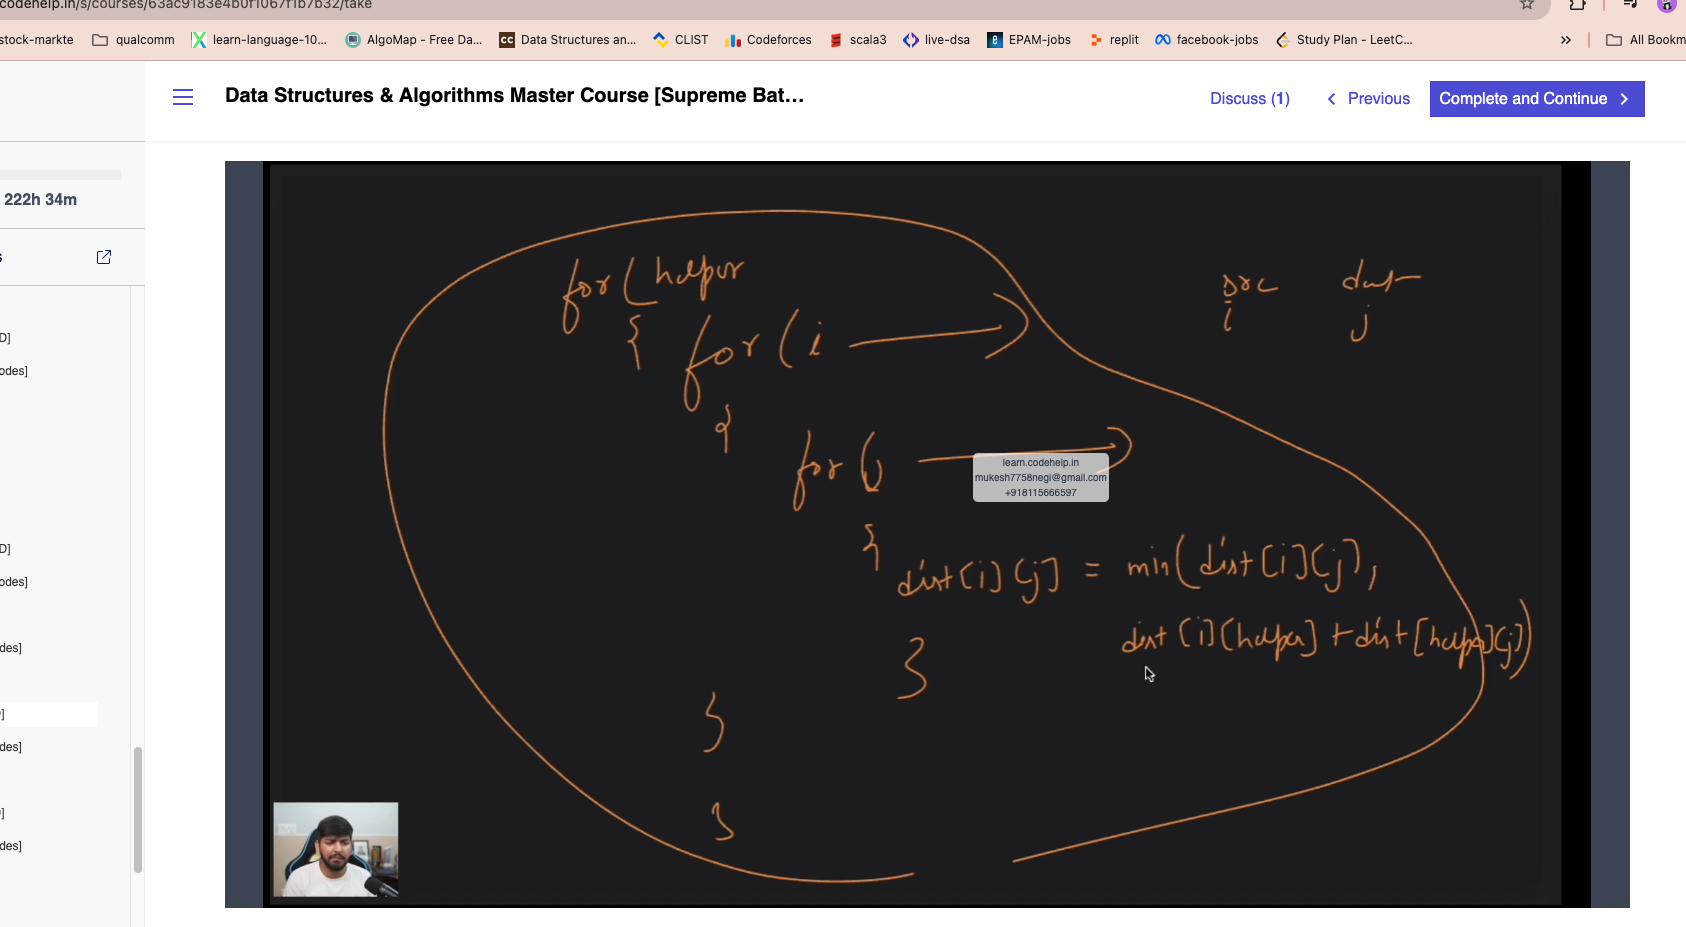 codehelp.in/s/courses/63ac9183e4b0f1067f1b7b32/take
stock-markte qualcomm learn-language-10... AlgoMap - Free Da... Data Structures an... CLIST Codeforces scala3 live-dsa EPAM-jobs replit facebook-jobs Study Plan - LeetC... » All Bookm
Data Structures & Algorithms Master Course [Supreme Bat...
Discuss (1) Previous Complete and Continue
222h 34m
s
D]
odes]
D]
odes]
des]
]
des]
]
des]
for ( helper
{ for ( i )
{
for ( )
{
dist[i][j] = min(dist[i][j],
dist[i][helper] + dist[helper][j])
}
}
}
src dest
i j
learn.codehelp.in
mukesh7758negi@gmail.com
+918115666597